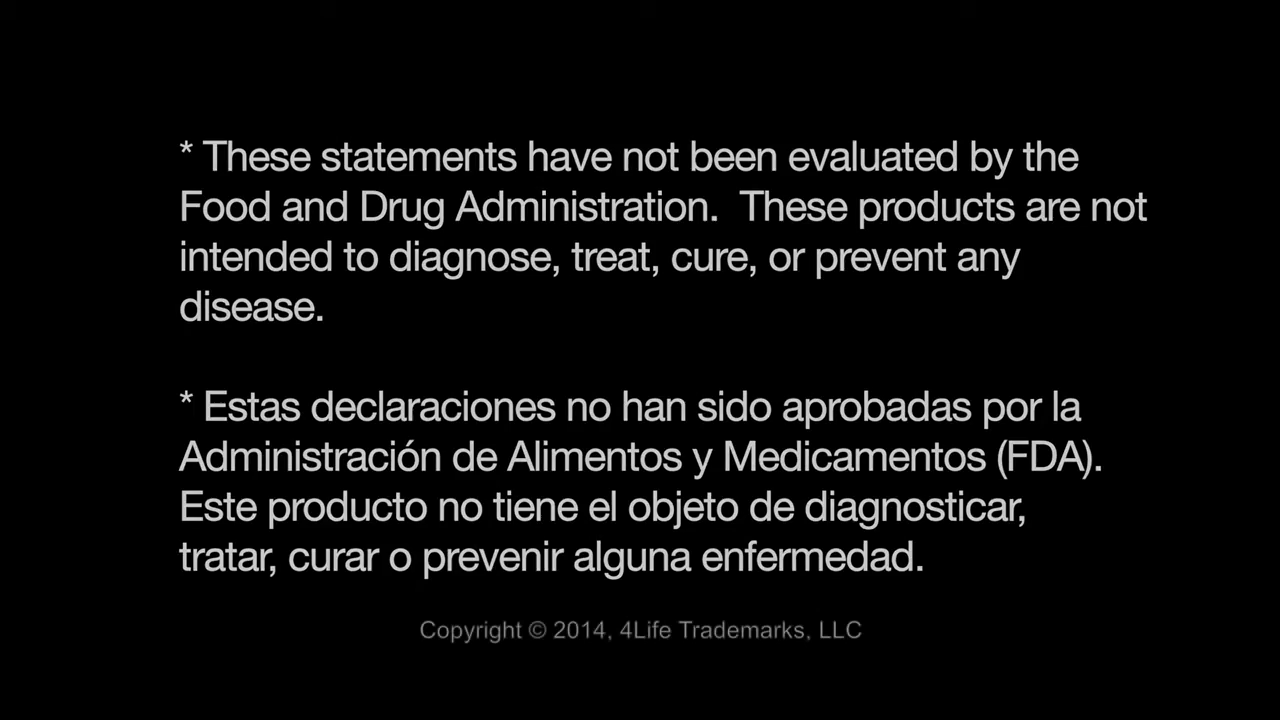 * These statements have not been evaluated by the
Food and Drug Administration.  These products are not
intended to diagnose, treat, cure, or prevent any
disease.
* Estas declaraciones no han sido aprobadas por la
Administración de Alimentos y Medicamentos (FDA).
Este producto no tiene el objeto de diagnosticar,
tratar, curar o prevenir alguna enfermedad.
Copyright © 2014, 4Life Trademarks, LLC